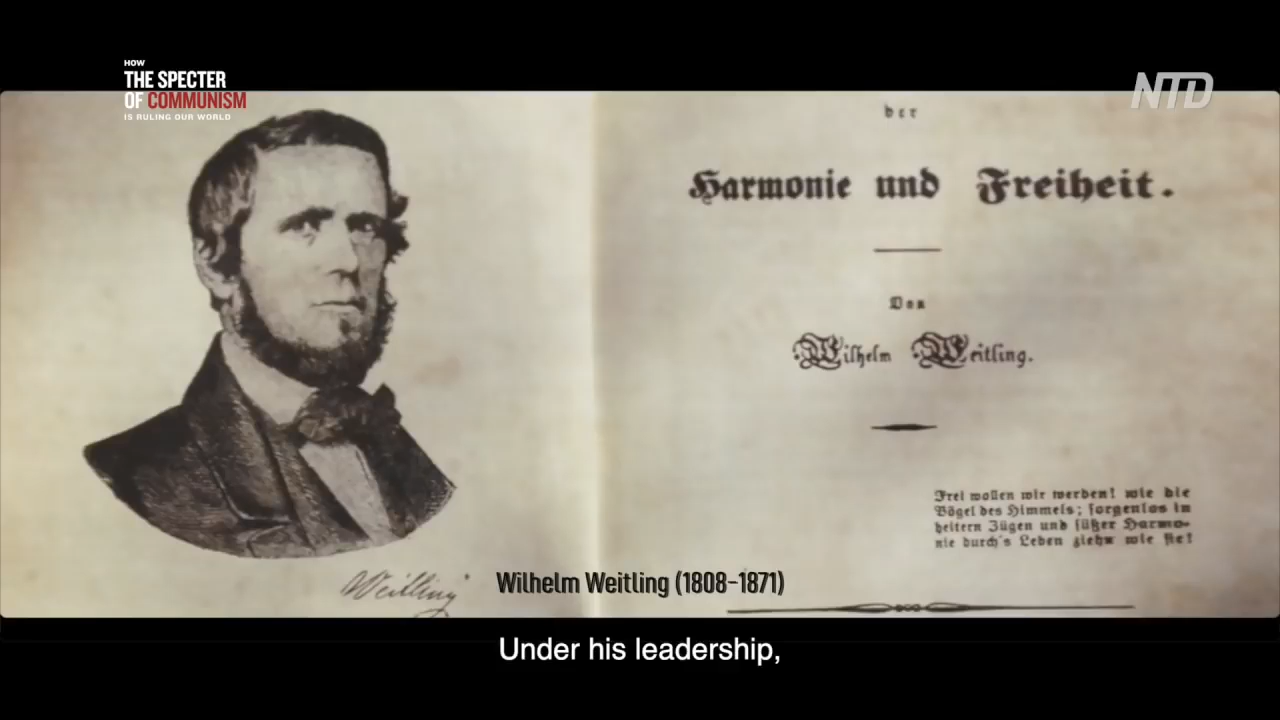 HOW
THE SPECTER
OF COMMUNISM
IS RULING OUR WORLD
NTD
der
Harmonie und Freiheit.
Von
Wilhelm Weitling.
Frei wollen wir werden! wie die
Vögel des Himmels; sorgenlos in
heitern Zügen und süßer Harmo-
nie durch's Leben ziehn wie sie!
Weitling
Wilhelm Weitling (1808-1871)
Under his leadership,